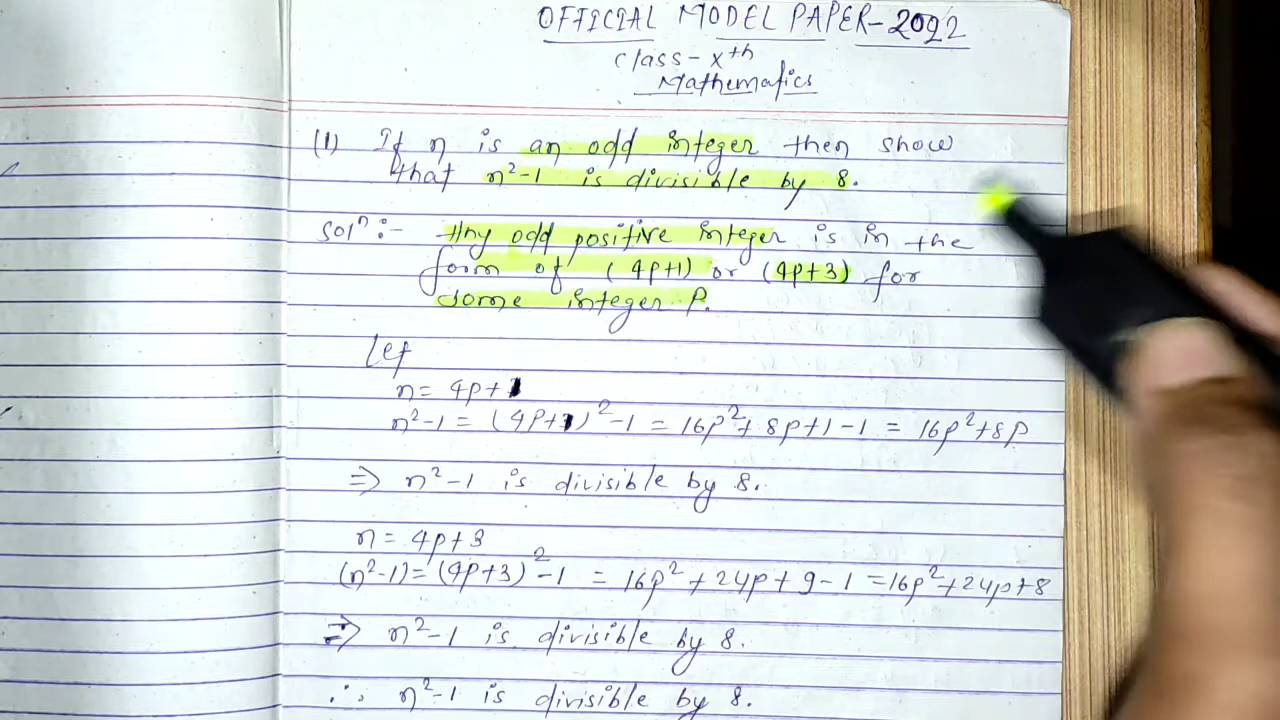 OFFICIAL MODEL PAPER-2022
Class-Xth
Mathematics
(1) If n is an odd integer then show
that n²-1 is divisible by 8.
Solⁿ:- Any odd positive integer is in the
form of (4p+1) or (4p+3) for
some integer P.
Let
n= 4p+1
n²-1 = (4p+1)²-1 = 16p²+8p+1-1 = 16p²+8p
⇒ n²-1 is divisible by 8.
n= 4p+3
(n²-1)=(4p+3)²-1 = 16p²+24p+9-1 =16p²+24p+8
⇒ n²-1 is divisible by 8.
∴ n²-1 is divisible by 8.